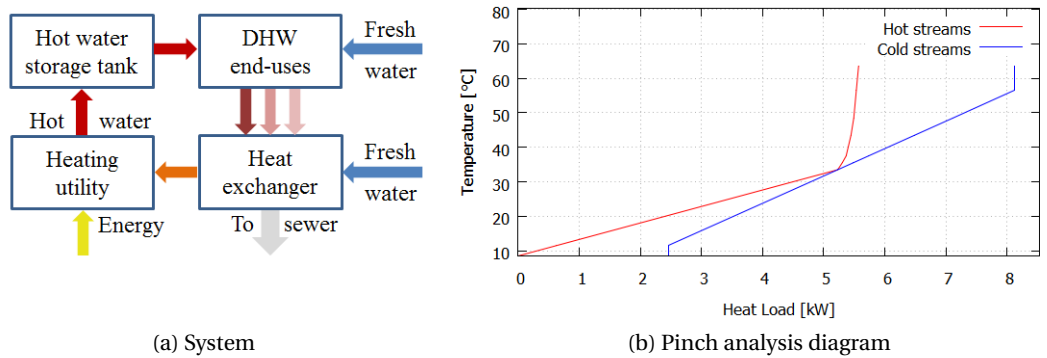 Hot water
storage tank
DHW
end-uses
Fresh
water
Hot water
Heating
utility
Heat
exchanger
Fresh
water
Energy
To sewer
(a) System
80
70
60
50
40
30
20
10
Temperature [°C]
Hot streams
Cold streams
0 1 2 3 4 5 6 7 8
Heat Load [kW]
(b) Pinch analysis diagram